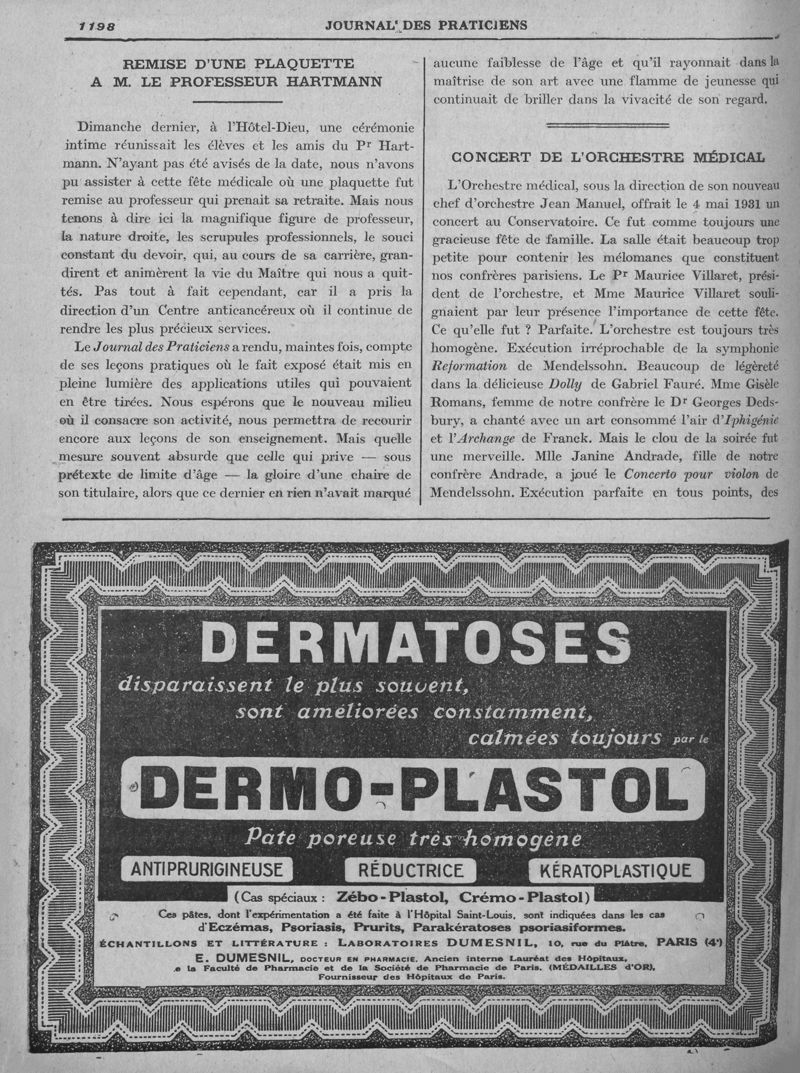 1198
JOURNAL DES PRATICIENS
REMISE D'UNE PLAQUETTE
A M. LE PROFESSEUR HARTMANN
Dimanche dernier, à l'Hôtel-Dieu, une cérémonie
intime réunissait les élèves et les amis du Pr Hart-
mann. N'ayant pas été avisés de la date, nous n'avons
pu assister à cette fête médicale où une plaquette fut
remise au professeur qui prenait sa retraite. Mais nous
tenons à dire ici la magnifique figure de professeur,
la nature droite, les scrupules professionnels, le souci
constant du devoir, qui, au cours de sa carrière, gran-
dirent et animèrent la vie du Maître qui nous a quit-
tés. Pas tout à fait cependant, car il a pris la
direction d'un Centre anticancéreux où il continue de
rendre les plus précieux services.
Le Journal des Praticiens a rendu, maintes fois, compte
de ses leçons pratiques où le fait exposé était mis en
pleine lumière des applications utiles qui pouvaient
en être tirées. Nous espérons que le nouveau milieu
où il consacre son activité, nous permettra de recourir
encore aux leçons de son enseignement. Mais quelle
mesure souvent absurde que celle qui prive — sous
prétexte de limite d'âge — la gloire d'une chaire de
son titulaire, alors que ce dernier en rien n'avait marqué
aucune faiblesse de l'âge et qu'il rayonnait dans la
maîtrise de son art avec une flamme de jeunesse qui
continuait de briller dans la vivacité de son regard.
CONCERT DE L'ORCHESTRE MÉDICAL
L'Orchestre médical, sous la direction de son nouveau
chef d'orchestre Jean Manuel, offrait le 4 mai 1931 un
concert au Conservatoire. Ce fut comme toujours une
gracieuse fête de famille. La salle était beaucoup trop
petite pour contenir les mélomanes que constituent
nos confrères parisiens. Le Pr Maurice Villaret, prési-
dent de l'orchestre, et Mme Maurice Villaret souli-
gnaient par leur présence l'importance de cette fête.
Ce qu'elle fut ? Parfaite. L'orchestre est toujours très
homogène. Exécution irréprochable de la symphonie
Reformation de Mendelssohn. Beaucoup de légèreté
dans la délicieuse Dolly de Gabriel Fauré. Mme Gisèle
Romans, femme de notre confrère le Dr Georges Deds-
bury, a chanté avec un art consommé l'air d'Iphigénie
et l'Archange de Franck. Mais le clou de la soirée fut
une merveille. Mlle Janine Andrade, fille de notre
confrère Andrade, a joué le Concerto pour violon de
Mendelssohn. Exécution parfaite en tous points, des
DERMATOSES
disparaissent le plus souvent,
sont améliorées constamment,
calmées toujours par le
DERMO-PLASTOL
Pate poreuse très homogène
ANTIPRURIGINEUSE RÉDUCTRICE KÉRATOPLASTIQUE
(Cas spéciaux : Zébo-Plastol, Crémo-Plastol)
Ces pâtes, dont l'expérimentation a été faite à l'Hôpital Saint-Louis, sont indiquées dans les cas
d'Eczémas, Psoriasis, Prurits, Parakératoses psoriasiformes.
ÉCHANTILLONS ET LITTÉRATURE : LABORATOIRES DUMESNIL, 10, rue du Plâtre, PARIS (4e)
E. DUMESNIL, DOCTEUR EN PHARMACIE, Ancien interne Lauréat des Hôpitaux,
e la Faculté de Pharmacie et de la Société de Pharmacie de Paris. (MÉDAILLES d'OR),
Fournisseur des Hôpitaux de Paris.